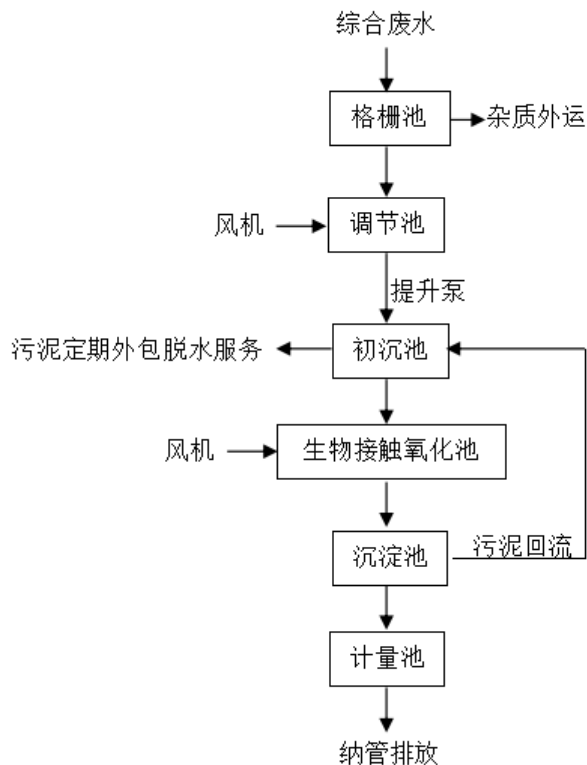 综合废水
格栅池
杂质外运
风机
调节池
提升泵
污泥定期外包脱水服务
初沉池
风机
生物接触氧化池
沉淀池
污泥回流
计量池
纳管排放